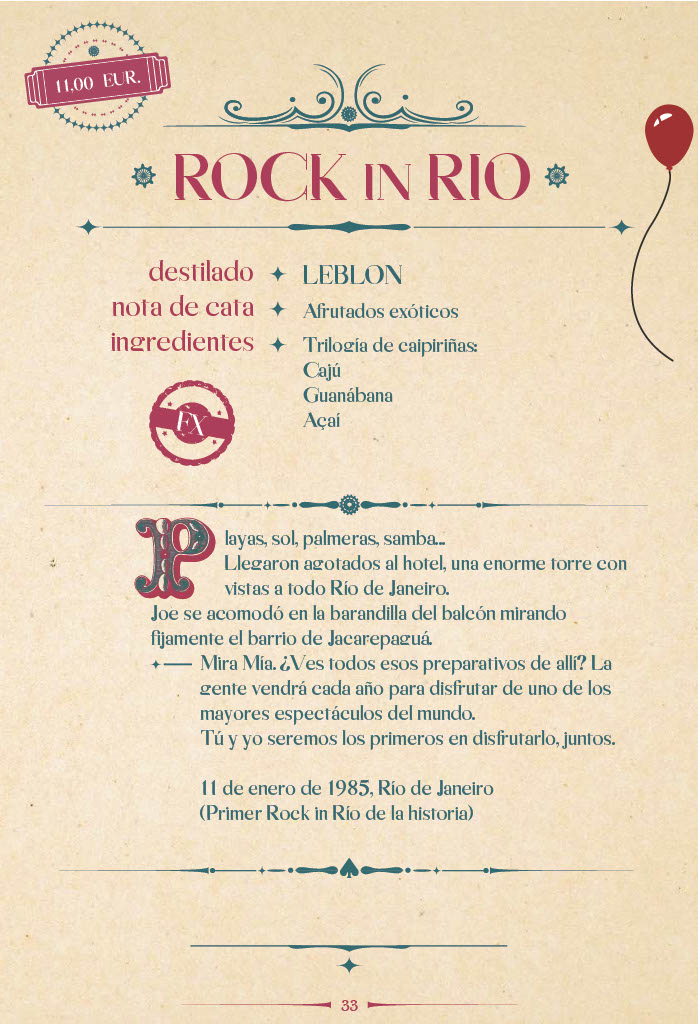 11,00 EUR.
ROCK IN RIO
destilado LEBLON
nota de cata Afrutados exóticos
ingredientes Trilogía de caipiriñas:
Cajú
Guanábana
Açaí
FX
Playas, sol, palmeras, samba...
Llegaron agotados al hotel, una enorme torre con
vistas a todo Río de Janeiro.
Joe se acomodó en la barandilla del balcón mirando
fijamente el barrio de Jacarepaguá.
Mira Mía. ¿Ves todos esos preparativos de allí? La
gente vendrá cada año para disfrutar de uno de los
mayores espectáculos del mundo.
Tú y yo seremos los primeros en disfrutarlo, juntos.
11 de enero de 1985, Río de Janeiro
(Primer Rock in Río de la historia)
33